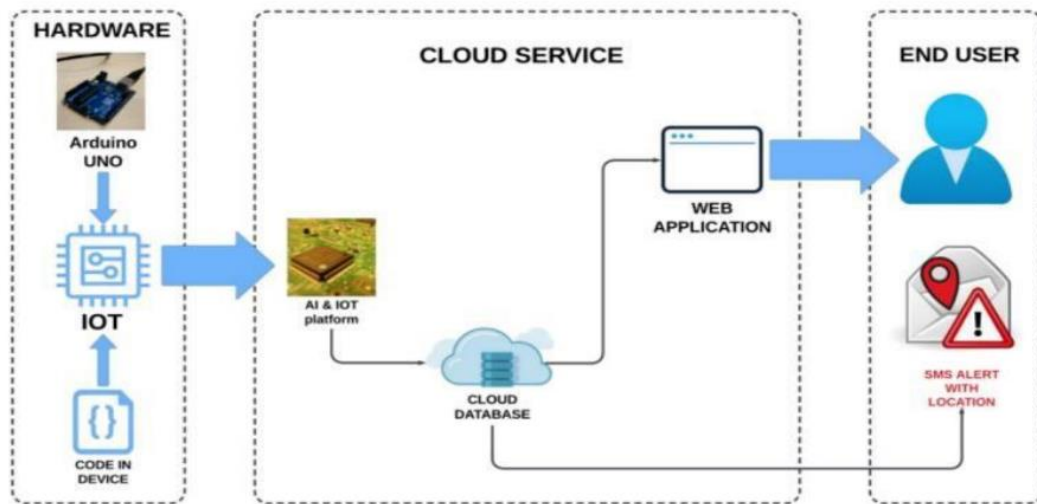 HARDWARE
Arduino
UNO
IOT
CODE IN
DEVICE
CLOUD SERVICE
AI & IOT
platform
CLOUD
DATABASE
WEB
APPLICATION
END USER
SMS ALERT
WITH
LOCATION